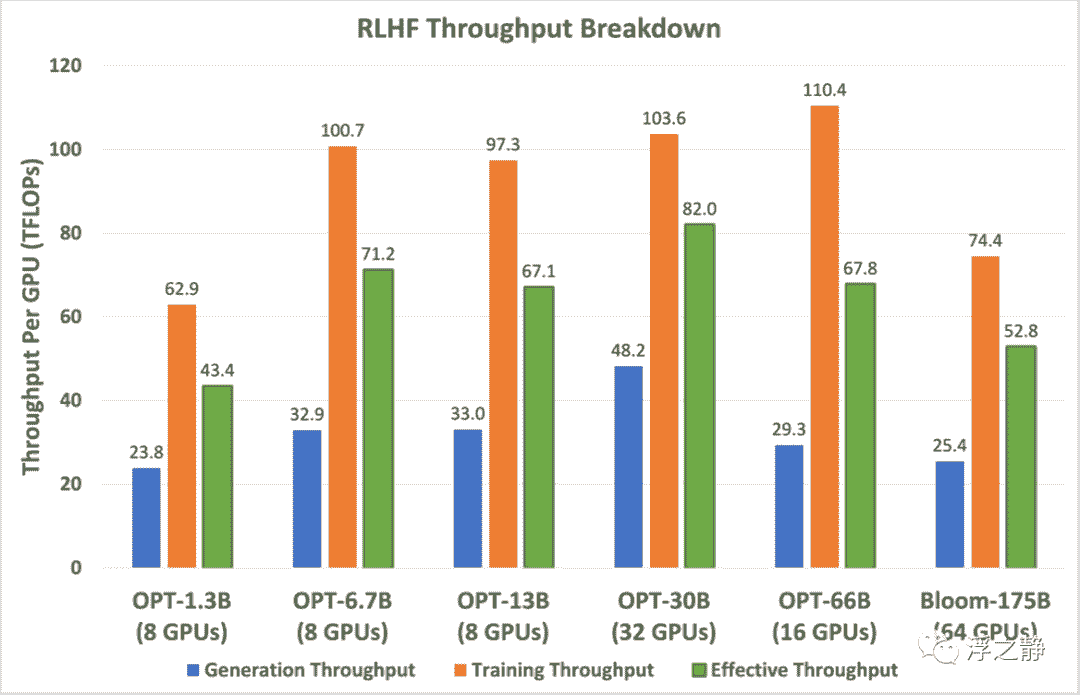 RLHF Throughput Breakdown
Throughput Per GPU (TFLOPs)
120
100
80
60
40
20
0
23.8
62.9
43.4
32.9
100.7
71.2
33.0
97.3
67.1
48.2
103.6
82.0
29.3
110.4
67.8
25.4
74.4
52.8
OPT-1.3B
(8 GPUs)
OPT-6.7B
(8 GPUs)
OPT-13B
(8 GPUs)
OPT-30B
(32 GPUs)
OPT-66B
(16 GPUs)
Bloom-175B
(64 GPUs)
Generation Throughput
Training Throughput
Effective Throughput
浮之静